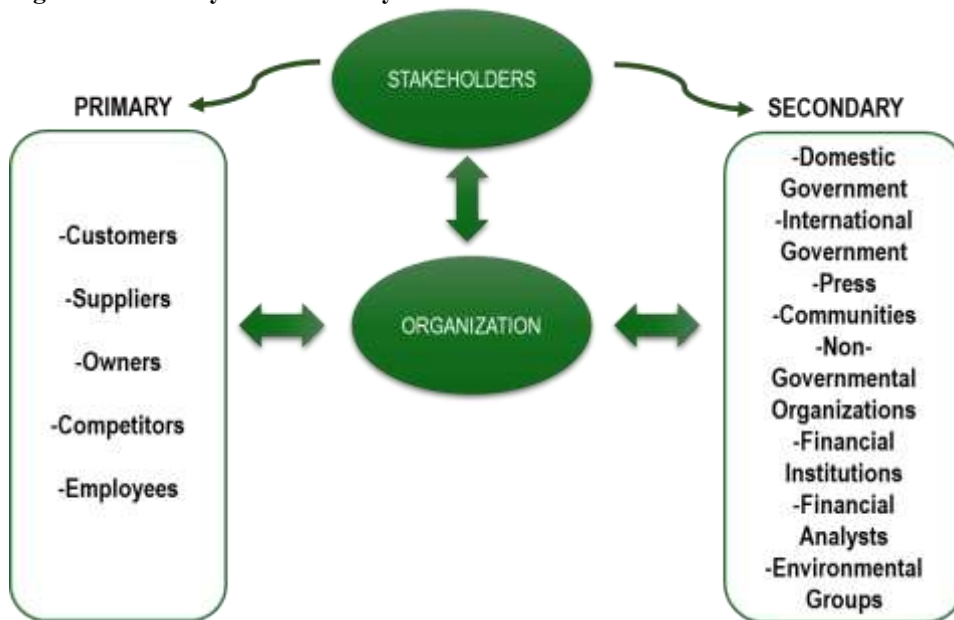 STAKEHOLDERS
PRIMARY
-Customers
-Suppliers
-Owners
-Competitors
-Employees
ORGANIZATION
SECONDARY
-Domestic
Government
-International
Government
-Press
-Communities
-Non-
Governmental
Organizations
-Financial
Institutions
-Financial
Analysts
-Environmental
Groups